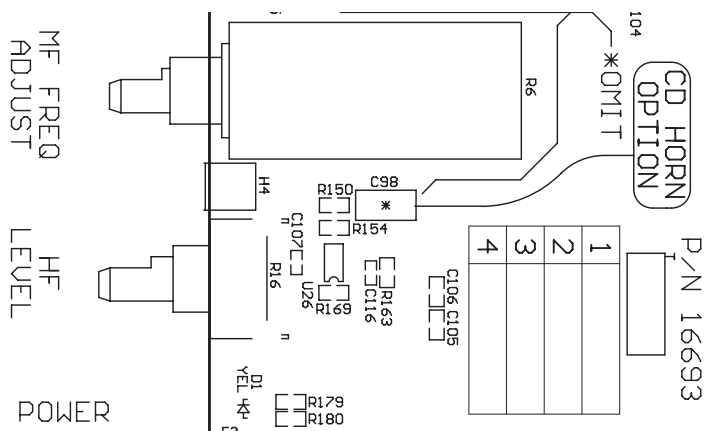 MF FREQ
ADJUST
R6
104
*OMIT
CD HORN
OPTION
H4
R150
C98
*
R154
C107
R16
U26
R169
C116
R163
C106
C105
HF
LEVEL
1
2
3
4
P/N 16693
D1
YEL
R179
R180
POWER